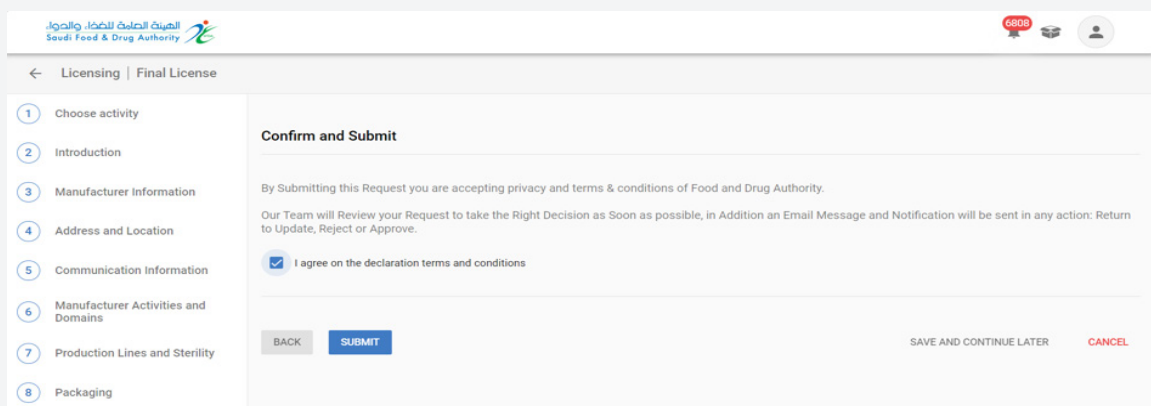 الهيئة العامة للغذاء والدواء
Saudi Food & Drug Authority
6808
Licensing | Final License
1 Choose activity
2 Introduction
3 Manufacturer Information
4 Address and Location
5 Communication Information
6 Manufacturer Activities and
Domains
7 Production Lines and Sterility
8 Packaging
Confirm and Submit
By Submitting this Request you are accepting privacy and terms & conditions of Food and Drug Authority.
Our Team will Review your Request to take the Right Decision as Soon as possible, in Addition an Email Message and Notification will be sent in any action: Return
to Update, Reject or Approve.
I agree on the declaration terms and conditions
BACK SUBMIT SAVE AND CONTINUE LATER CANCEL